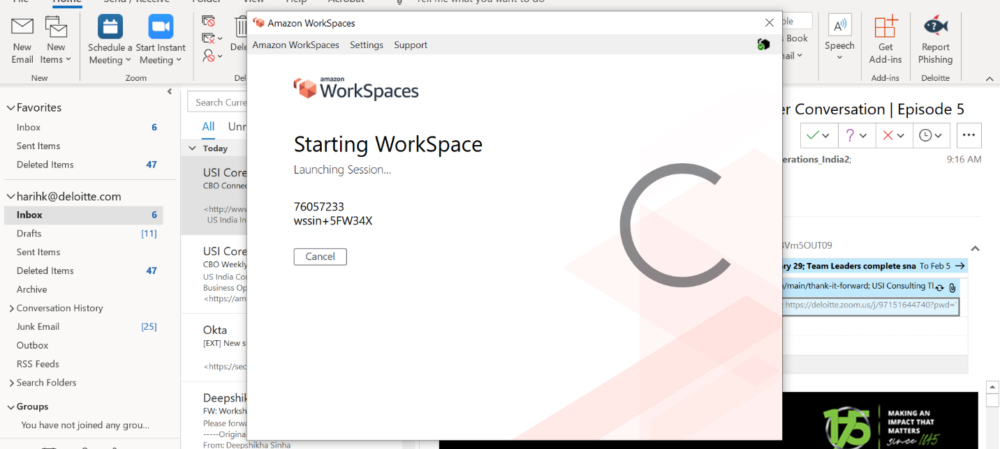 File Home Send / Receive Folder View Help Acrobat Tell me what you want to do
New
Email
New
Items
New
Schedule a
Meeting
Start Instant
Meeting
Zoom
Dele
Del
Amazon WorkSpaces
Amazon WorkSpaces Settings Support
ble
s Book
ail
Speech
Get
Add-ins
Add-ins
Report
Phishing
Deloitte
Favorites
Inbox 6
Sent Items
Deleted Items 47
harihk@deloitte.com
Inbox 6
Drafts [11]
Sent Items
Deleted Items 47
Archive
Conversation History
Junk Email [25]
Outbox
RSS Feeds
Search Folders
Groups
You have not joined any grou...
Search Curre
All Unr
Today
USI Core
CBO Connec
<http://www
US India In
USI Core
CBO Weekly
US India Cor
Business Op
<https://am
Okta
[EXT] New s
<https://sec
Deepshik
FW: Worksh
Please forwa
-----Origina
From: Deepshikha Sinha
amazon
WorkSpaces
Starting WorkSpace
Launching Session...
76057233
wssin+5FW34X
Cancel
er Conversation | Episode 5
erations_India2; 9:16 AM
Vm5OUT09
ry 29; Team Leaders complete sna To Feb 5
/main/thank-it-forward; USI Consulting Tl
https://deloitte.zoom.us/j/97151644740?pwd=
175
MAKING AN
IMPACT THAT
MATTERS
since 1845